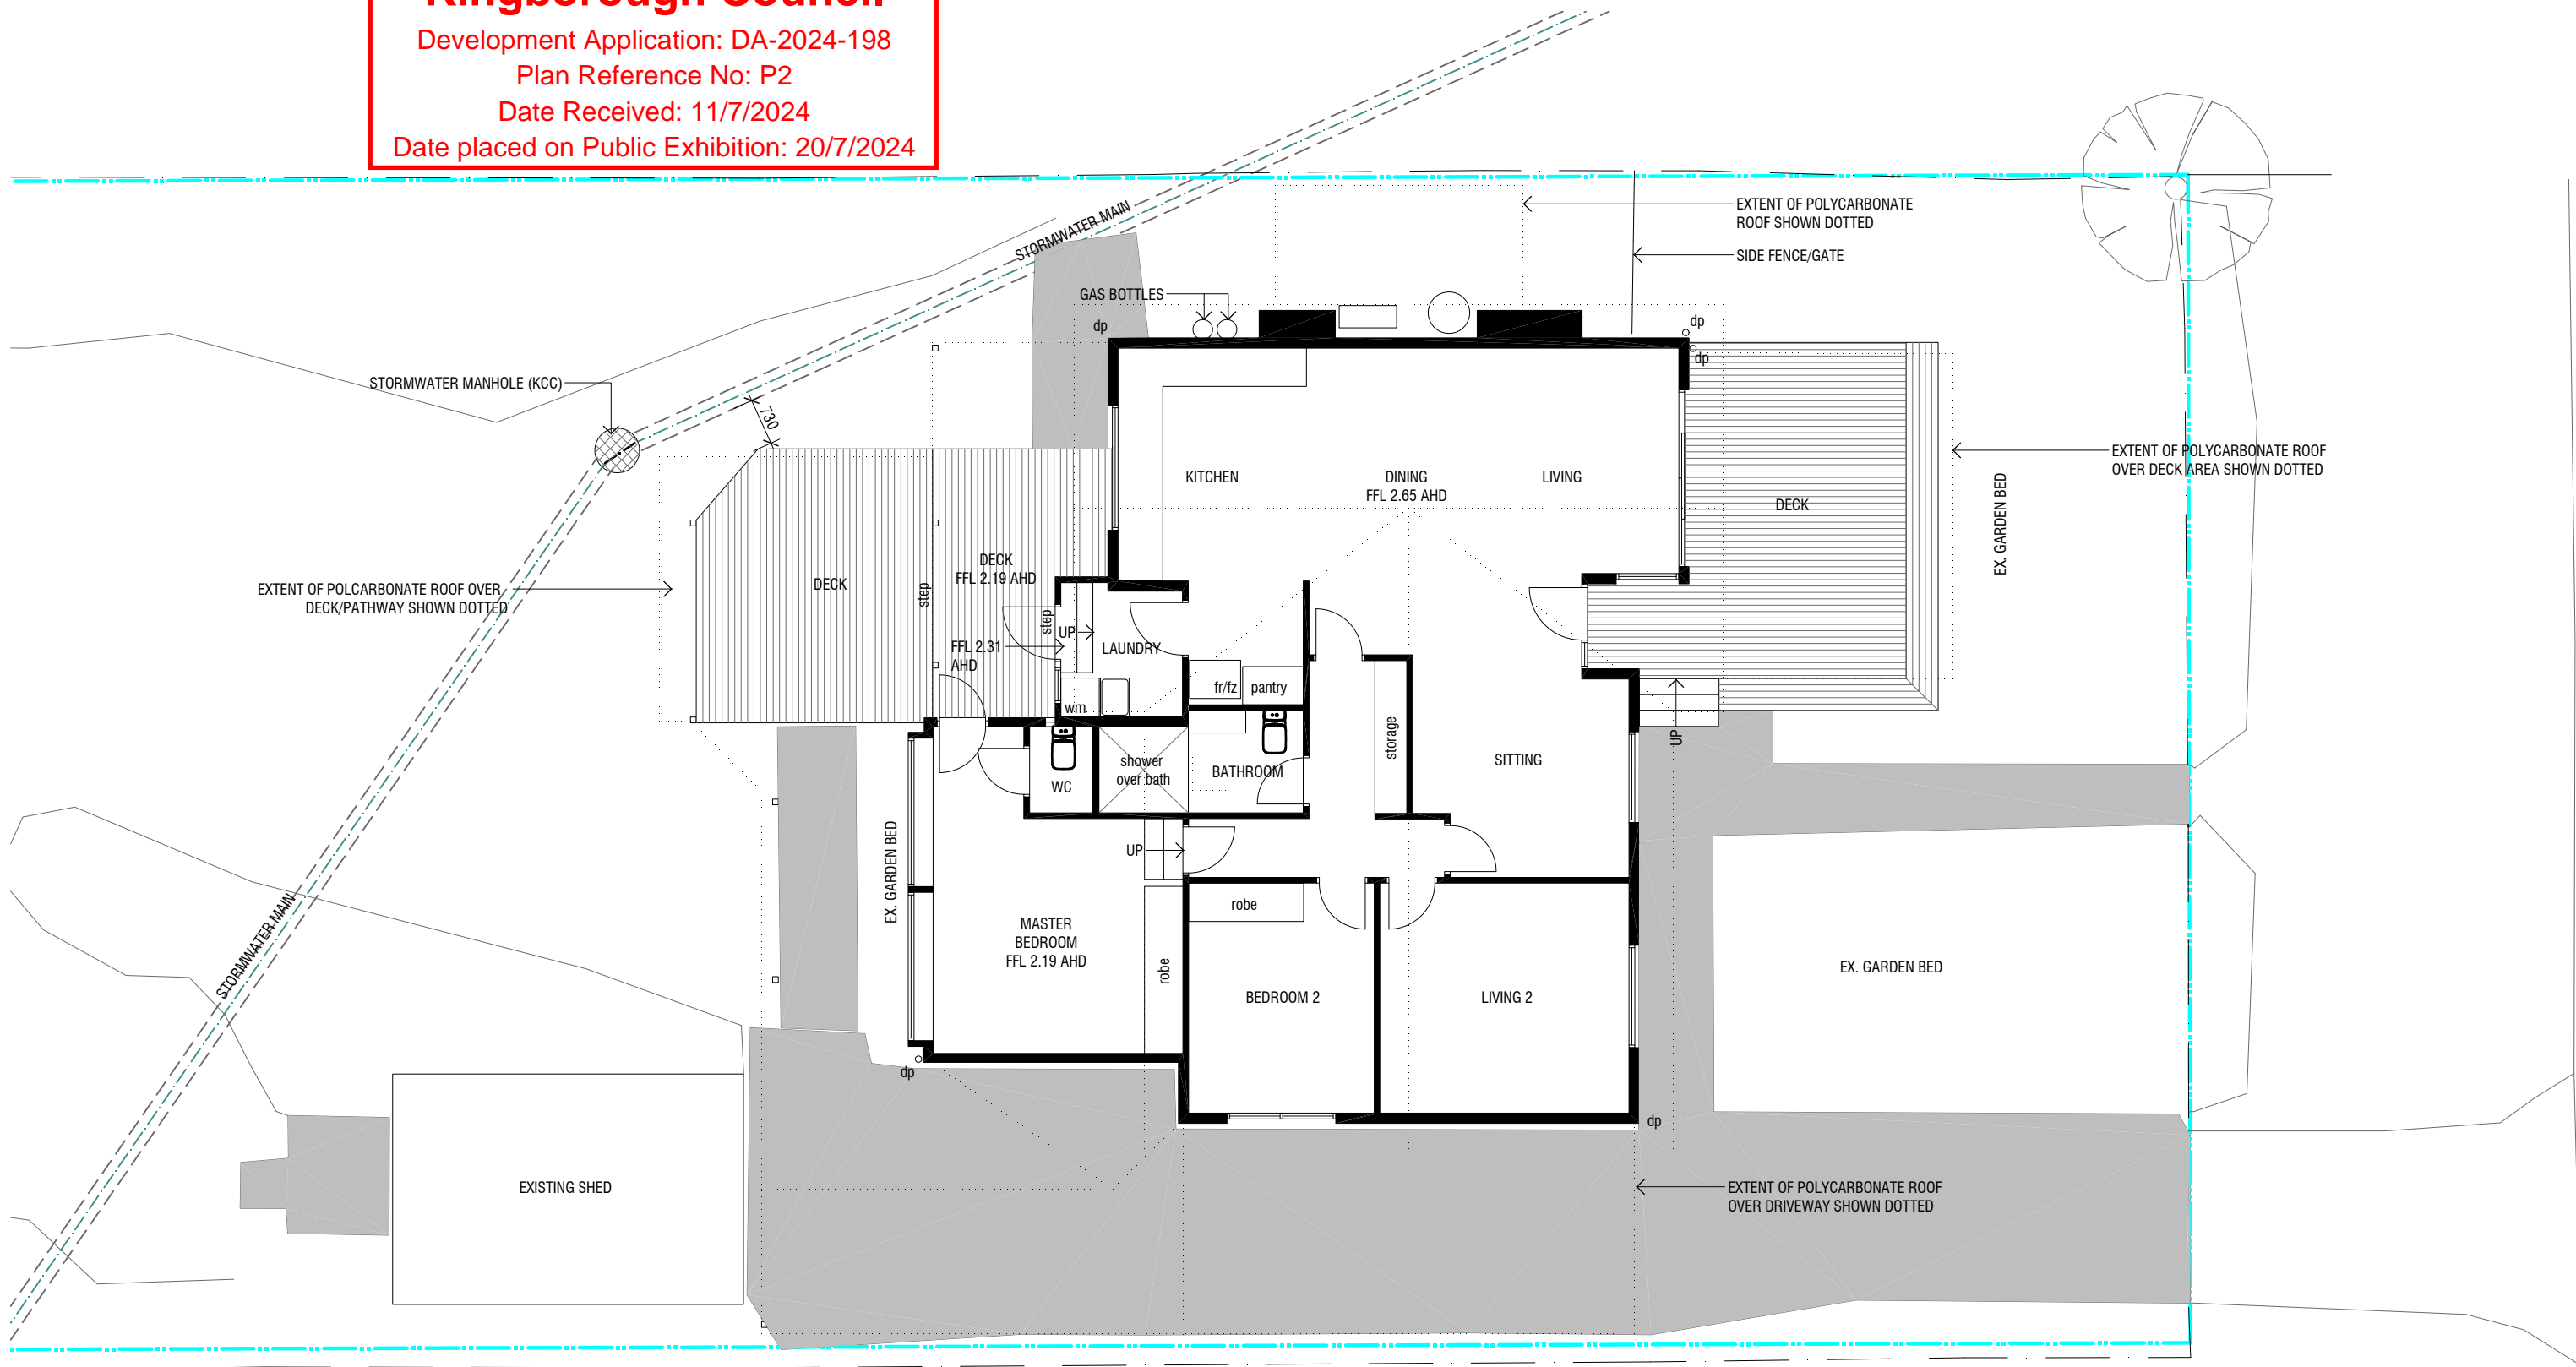 Kingborough Council
Development Application: DA-2024-198
Plan Reference No: P2
Date Received: 11/7/2024
Date placed on Public Exhibition: 20/7/2024
STORMWATER MAIN
EXTENT OF POLYCARBONATE
ROOF SHOWN DOTTED
SIDE FENCE/GATE
GAS BOTTLES
dp
dp
dp
STORMWATER MANHOLE (KCC)
730
KITCHEN
DINING
FFL 2.65 AHD
LIVING
DECK
EX. GARDEN BED
EXTENT OF POLYCARBONATE ROOF
OVER DECK AREA SHOWN DOTTED
EXTENT OF POLCARBONATE ROOF OVER
DECK/PATHWAY SHOWN DOTTED
DECK
step
DECK
FFL 2.19 AHD
step
UP
FFL 2.31
AHD
LAUNDRY
wm
fr/fz
pantry
storage
SITTING
UP
shower
over bath
BATHROOM
WC
EX. GARDEN BED
UP
MASTER
BEDROOM
FFL 2.19 AHD
robe
robe
BEDROOM 2
LIVING 2
EX. GARDEN BED
STORMWATER MAIN
dp
dp
EXISTING SHED
EXTENT OF POLYCARBONATE ROOF
OVER DRIVEWAY SHOWN DOTTED